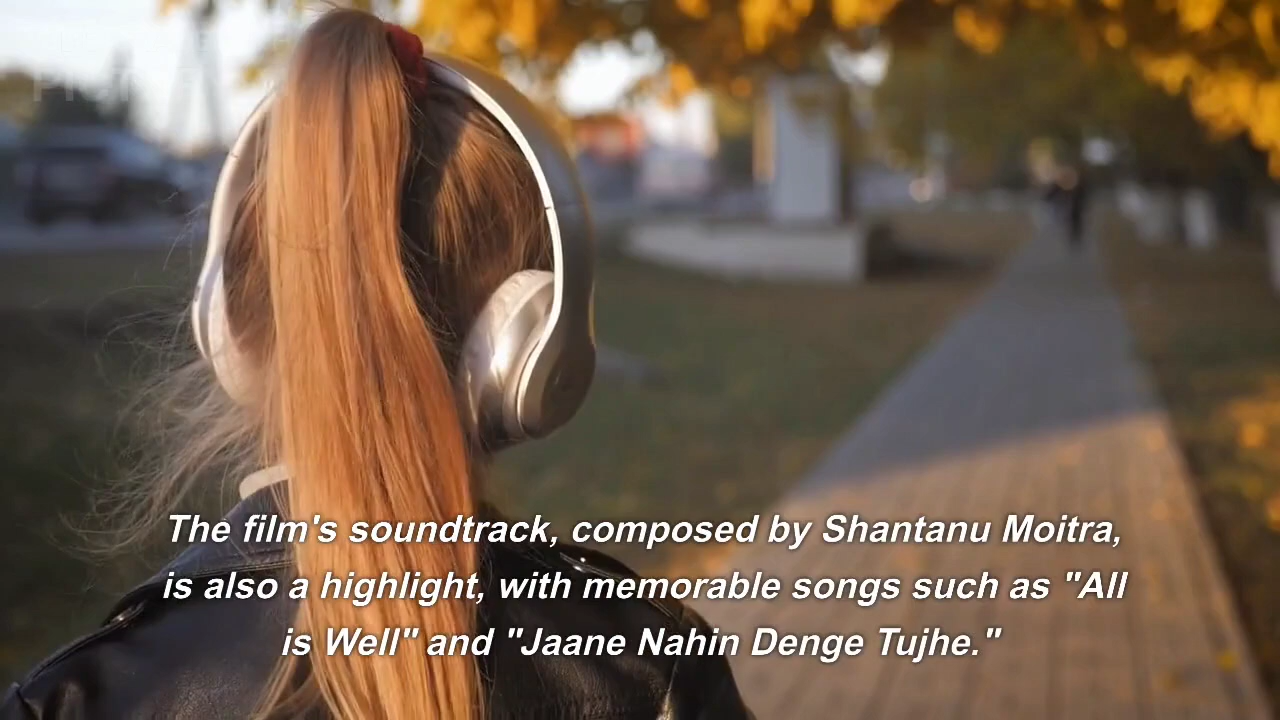 The film's soundtrack, composed by Shantanu Moitra,
is also a highlight, with memorable songs such as "All
is Well" and "Jaane Nahin Denge Tujhe."